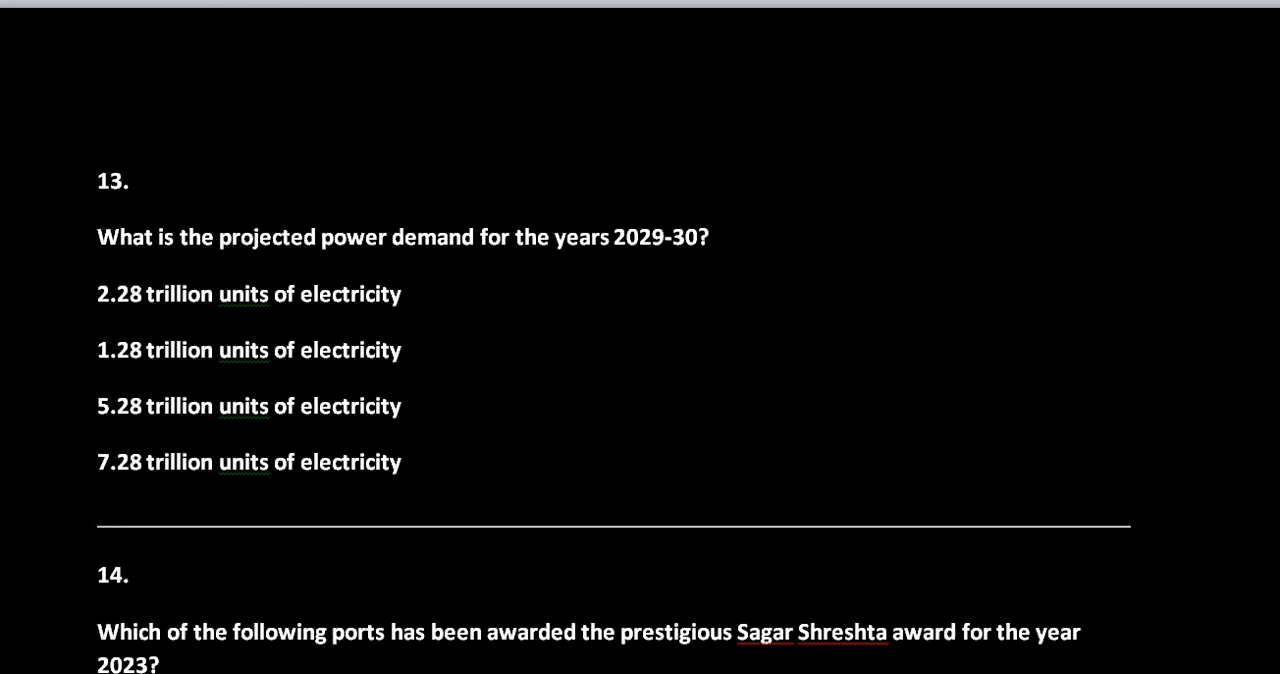 13.
What is the projected power demand for the years 2029-30?
2.28 trillion units of electricity
1.28 trillion units of electricity
5.28 trillion units of electricity
7.28 trillion units of electricity
14.
Which of the following ports has been awarded the prestigious Sagar Shreshta award for the year
2023?